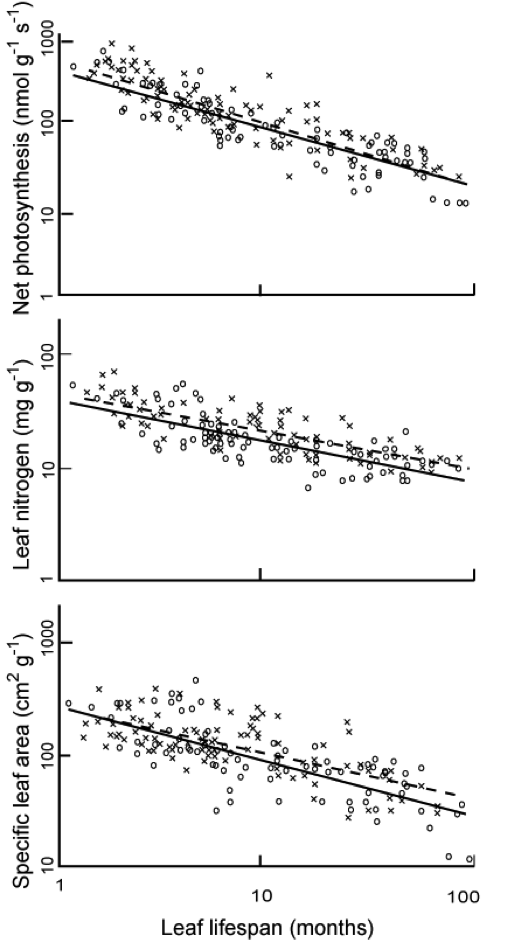 Net photosynthesis (nmol g⁻¹ s⁻¹)
1000
100
10
1
Leaf nitrogen (mg g⁻¹)
100
10
1
Specific leaf area (cm² g⁻¹)
1000
100
10
1 10 100
Leaf lifespan (months)